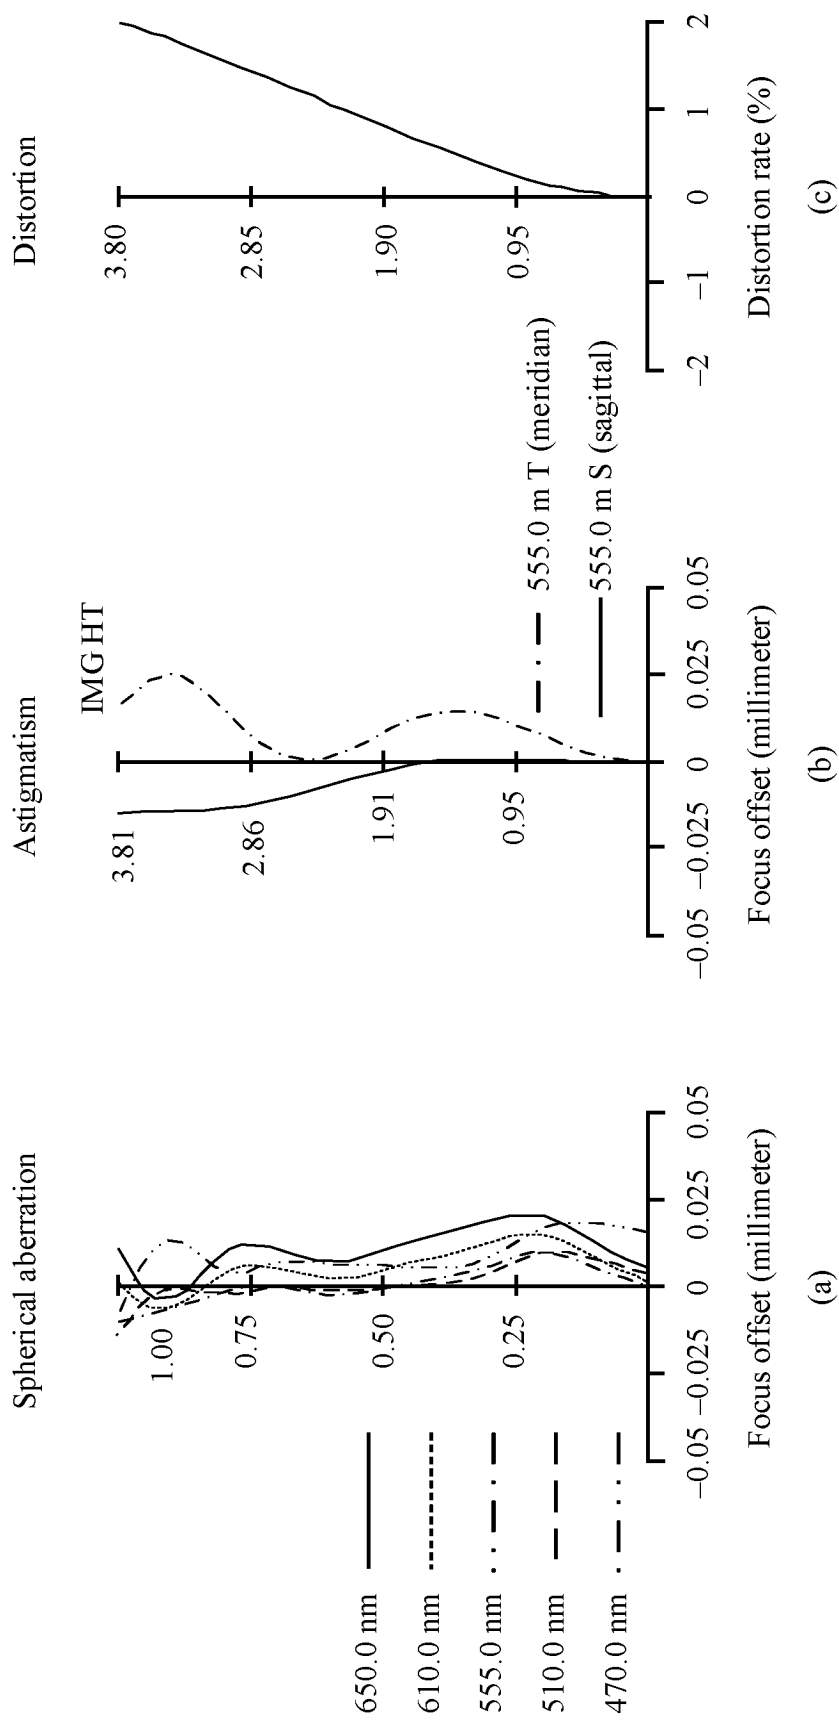 Spherical aberration
1.00
0.75
0.50
0.25
650.0 nm
610.0 nm
555.0 nm
510.0 nm
470.0 nm
−0.05 −0.025 0 0.025 0.05
Focus offset (millimeter)
(a)
Astigmatism
IMG HT
3.81
2.86
1.91
0.95
555.0 m T (meridian)
555.0 m S (sagittal)
−0.05 −0.025 0 0.025 0.05
Focus offset (millimeter)
(b)
Distortion
3.80
2.85
1.90
0.95
−2 −1 0 1 2
Distortion rate (%)
(c)